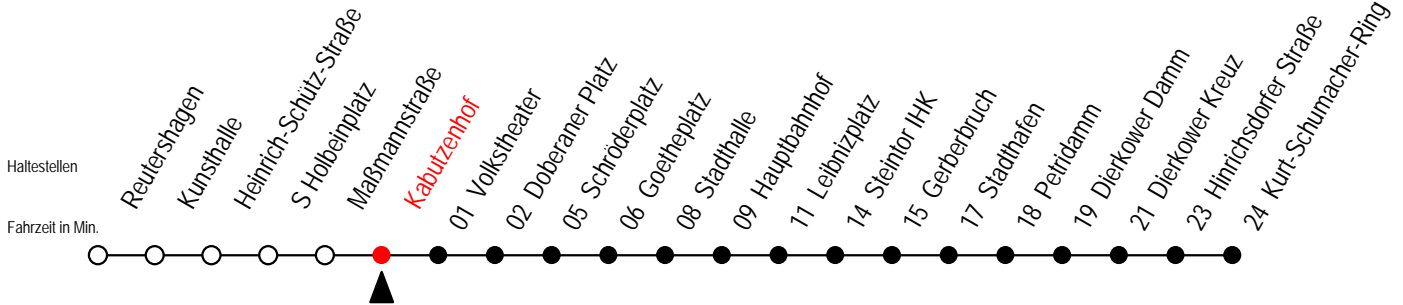 Haltestellen
Fahrzeit in Min.
Reutershagen
Kunsthalle
Heinrich-Schütz-Straße
S Holbeinplatz
Maßmannstraße
Kabutzenhof
01 Volkstheater
02 Doberaner Platz
05 Schröderplatz
06 Goetheplatz
08 Stadthalle
09 Hauptbahnhof
11 Leibnizplatz
14 Steintor IHK
15 Gerberbruch
17 Stadthafen
18 Petridamm
19 Dierkower Damm
21 Dierkower Kreuz
23 Hinrichsdorfer Straße
24 Kurt-Schumacher-Ring